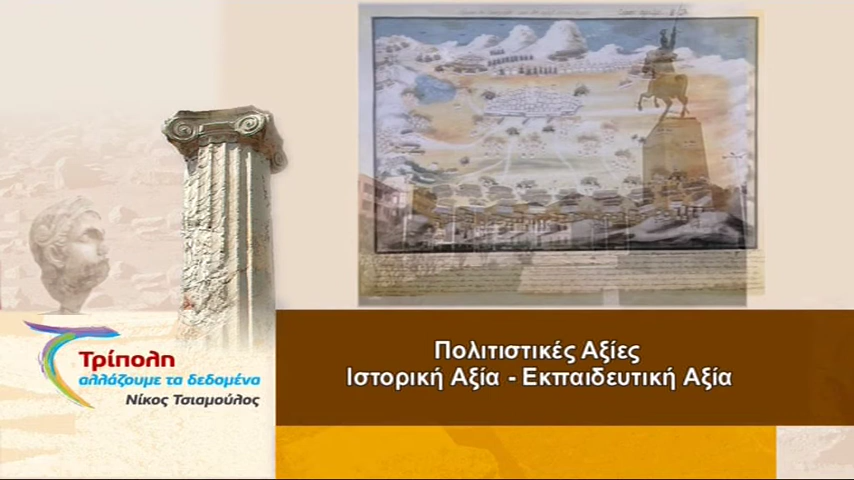 Πολιτιστικές Αξίες
Ιστορική Αξία - Εκπαιδευτική Αξία
Τρίπολη
αλλάζουμε τα δεδομένα
Νίκος Τσιαμούλος